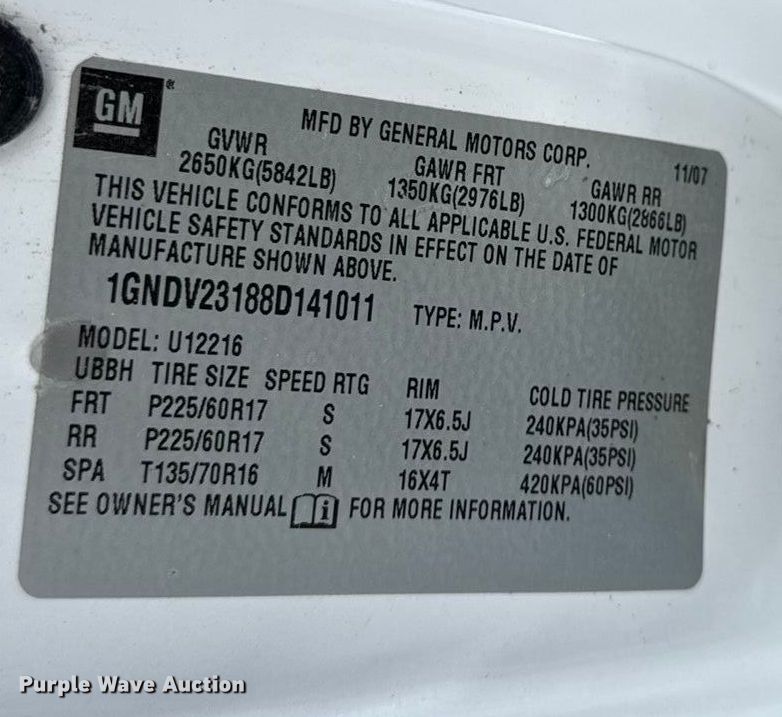 GM
MFD BY GENERAL MOTORS CORP. 11/07
GVWR GAWR FRT GAWR RR
2650KG(5842LB) 1350KG(2976LB) 1300KG(2866LB)
THIS VEHICLE CONFORMS TO ALL APPLICABLE U.S. FEDERAL MOTOR
VEHICLE SAFETY STANDARDS IN EFFECT ON THE DATE OF
MANUFACTURE SHOWN ABOVE.
1GNDV23188D141011 TYPE: M.P.V.
MODEL: U12216
UBBH TIRE SIZE SPEED RTG RIM COLD TIRE PRESSURE
FRT P225/60R17 S 17X6.5J 240KPA(35PSI)
RR P225/60R17 S 17X6.5J 240KPA(35PSI)
SPA T135/70R16 M 16X4T 420KPA(60PSI)
SEE OWNER'S MANUAL i FOR MORE INFORMATION.
Purple Wave Auction